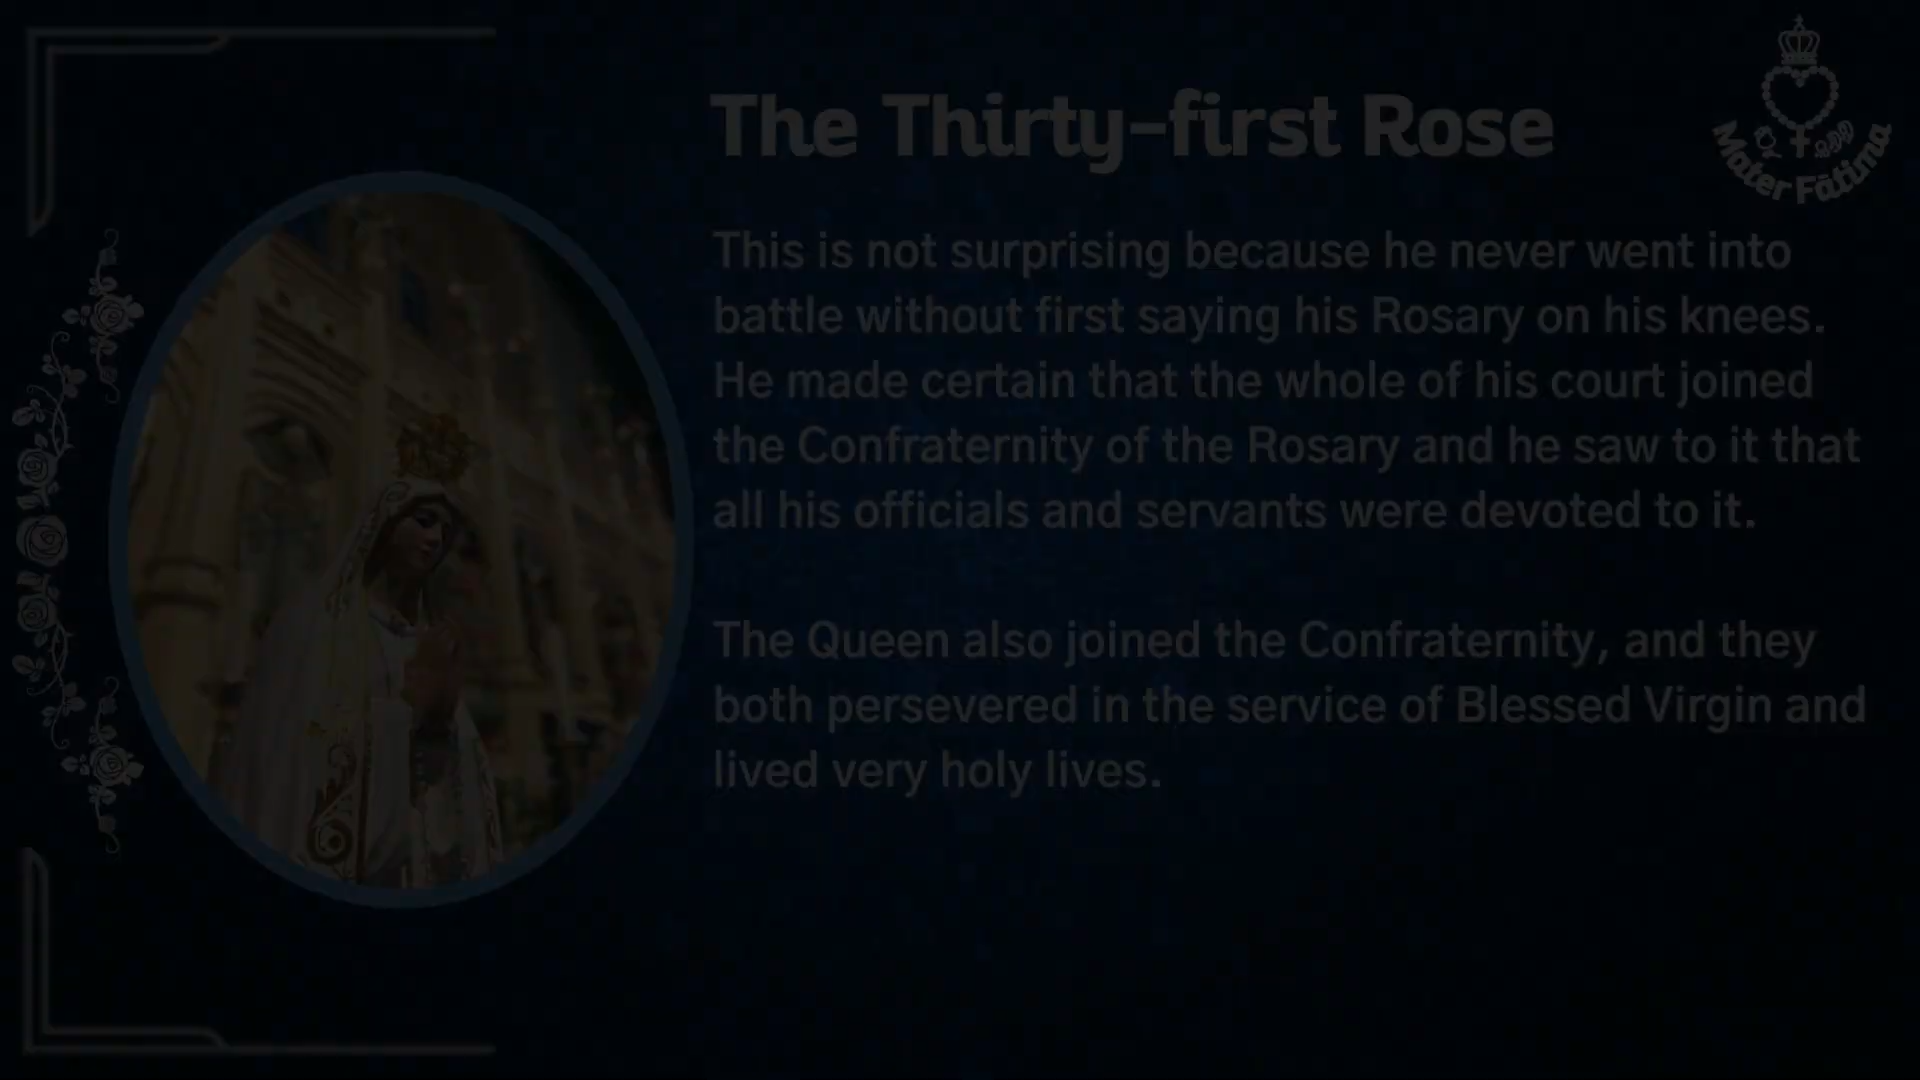 The Thirty-first Rose
Mater Fátima
This is not surprising because he never went into
battle without first saying his Rosary on his knees.
He made certain that the whole of his court joined
the Confraternity of the Rosary and he saw to it that
all his officials and servants were devoted to it.
The Queen also joined the Confraternity, and they
both persevered in the service of Blessed Virgin and
lived very holy lives.